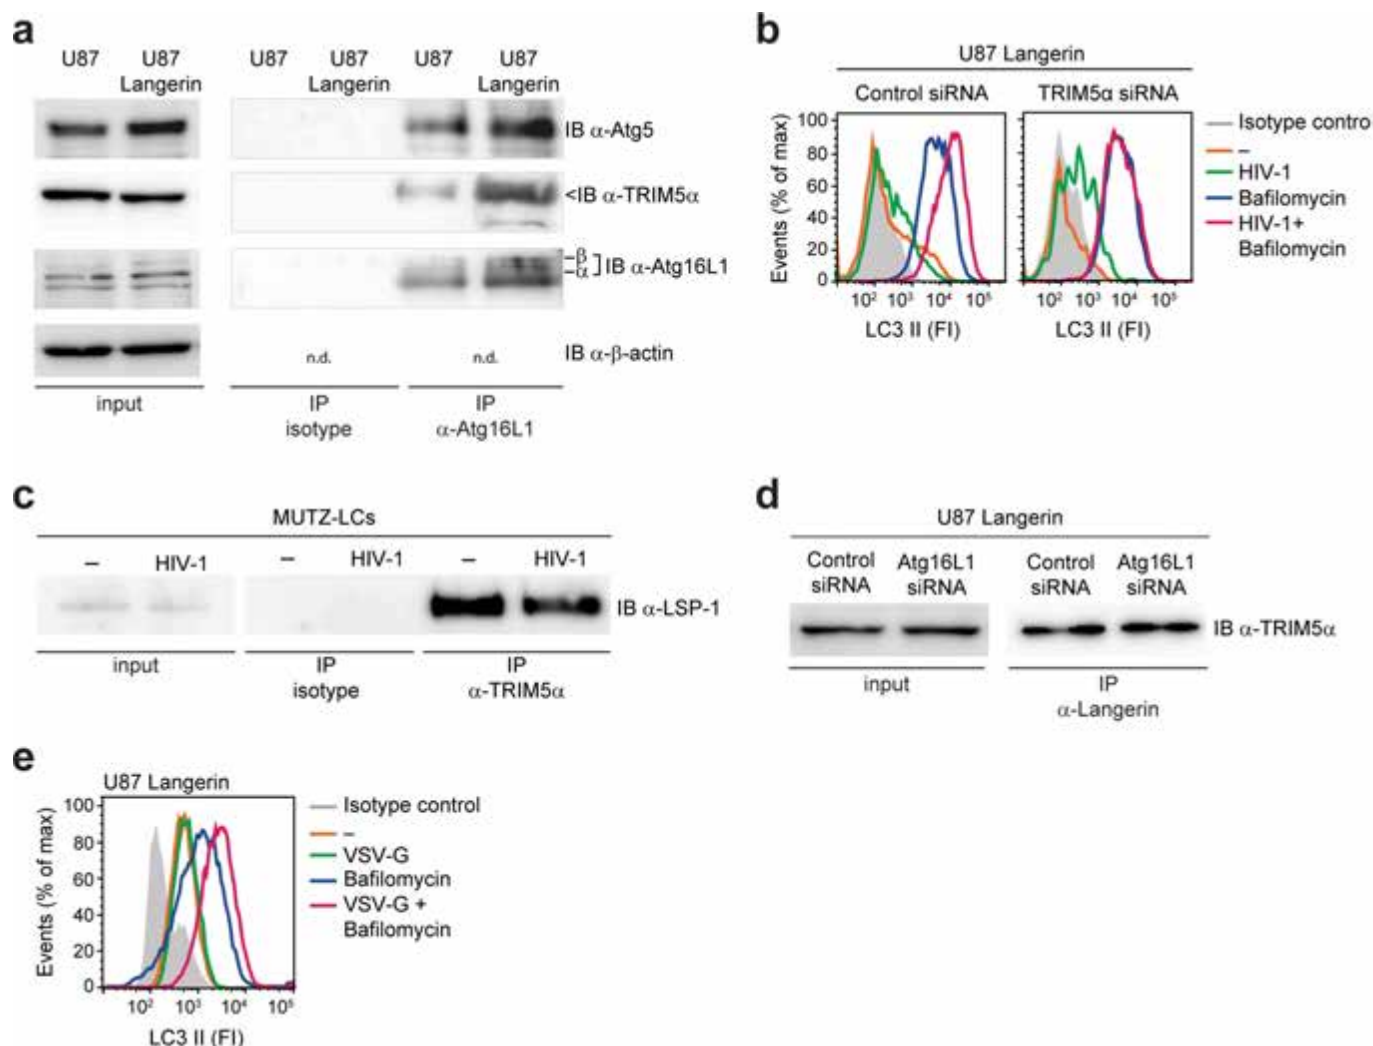 a
U87
U87
Langerin
U87
U87
Langerin
U87
U87
Langerin
IB α-Atg5
<IB α-TRIM5α
β
α
IB α-Atg16L1
n.d.
n.d.
IB α-β-actin
input
IP
isotype
IP
α-Atg16L1
b
U87 Langerin
Control siRNA
TRIM5α siRNA
Events (% of max)
100
80
60
40
20
0
10² 10³ 10⁴ 10⁵
10² 10³ 10⁴ 10⁵
LC3 II (FI)
LC3 II (FI)
Isotype contro
–
HIV-1
Bafilomycin
HIV-1+
Bafilomycin
c
MUTZ-LCs
–
HIV-1
–
HIV-1
–
HIV-1
IB α-LSP-1
input
IP
isotype
IP
α-TRIM5α
d
U87 Langerin
Control
siRNA
Atg16L1
siRNA
Control
siRNA
Atg16L1
siRNA
IB α-TRIM5α
input
IP
α-Langerin
e
U87 Langerin
Events (% of max)
100
80
60
40
20
0
10² 10³ 10⁴ 10⁵
LC3 II (FI)
Isotype control
–
VSV-G
Bafilomycin
VSV-G +
Bafilomycin